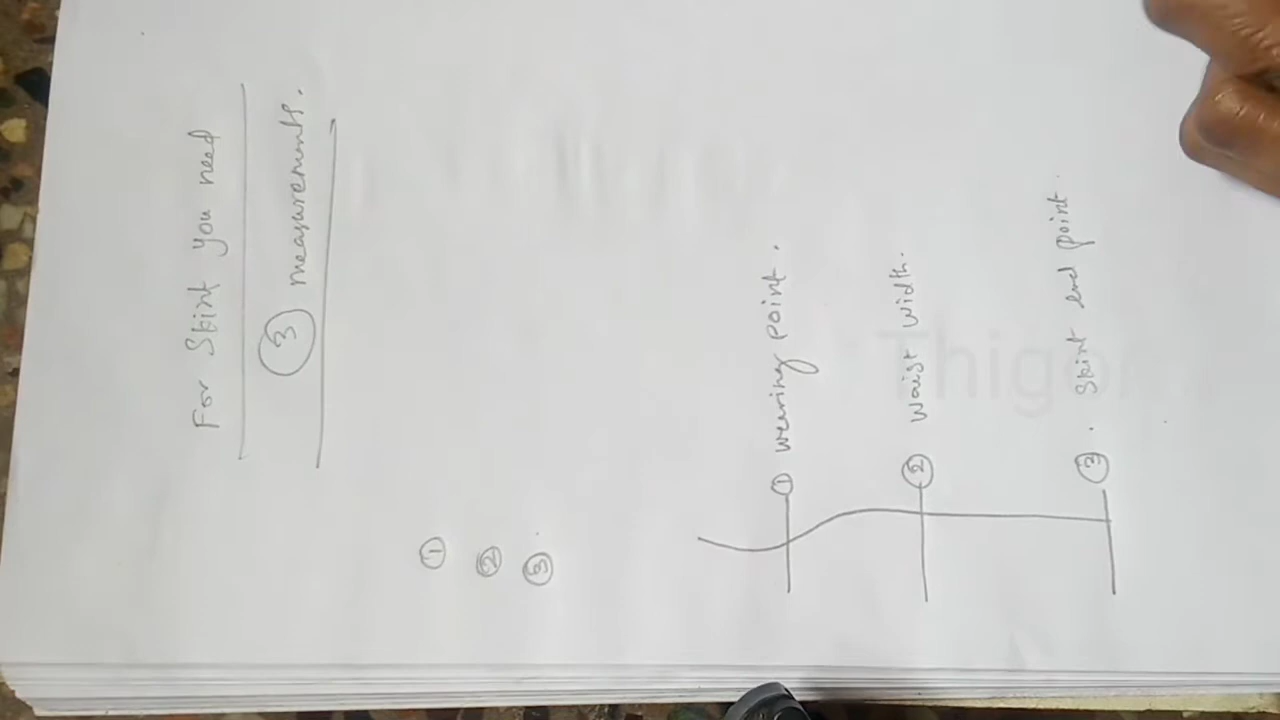 For Skirt you need
③ measurements.
①
②
③
① wearing point.
② waist width.
③. Skirt end point.
Thigo